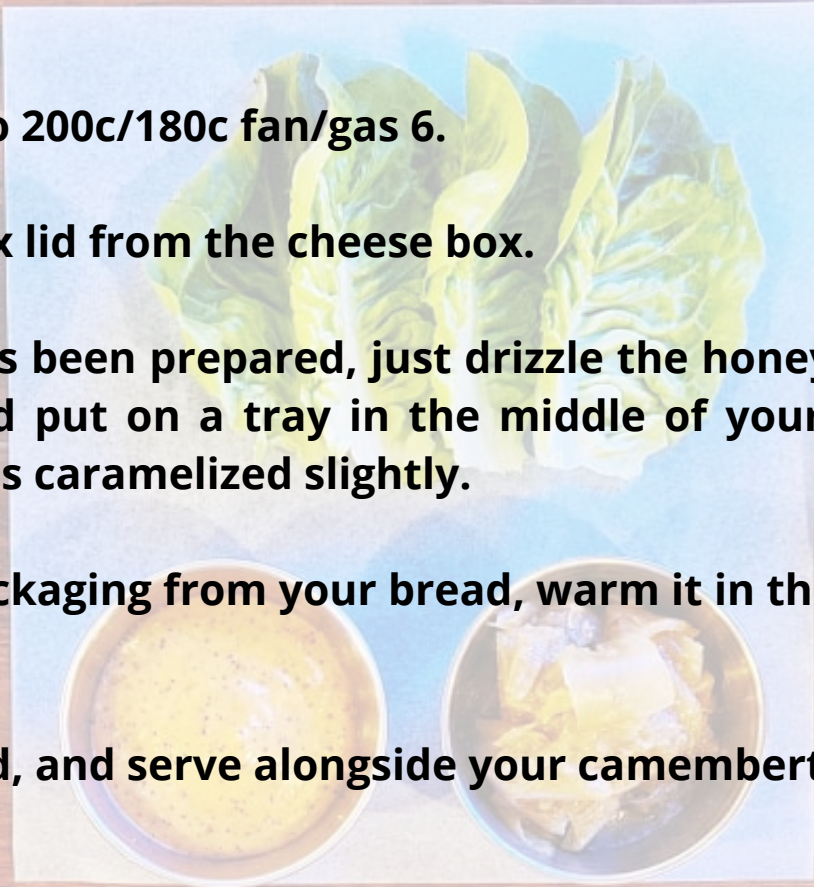 200c/180c fan/gas 6.
lid from the cheese box.
been prepared, just drizzle the honey
put on a tray in the middle of your
caramelized slightly.
from your bread, warm it in th
and serve alongside your camembert